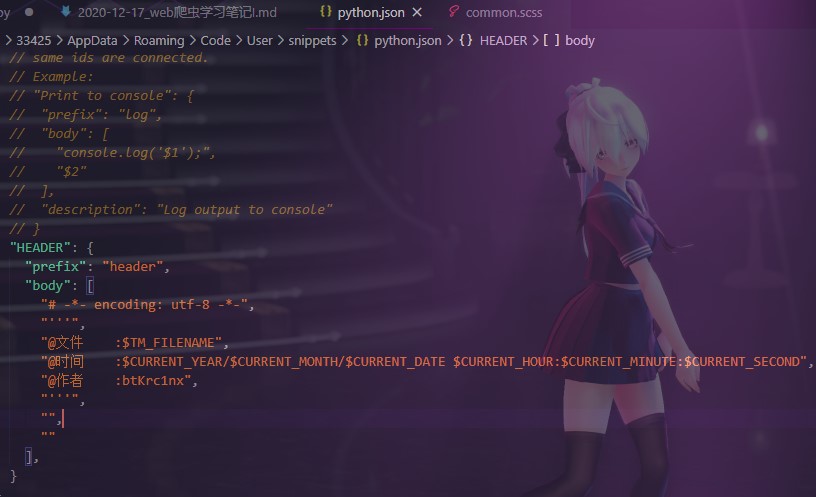 py ● 2020-12-17_web爬虫学习笔记I.md {} python.json × common.scss
> 33425 > AppData > Roaming > Code > User > snippets > {} python.json > {} HEADER > [ ] body
// same ids are connected.
// Example:
// "Print to console": {
//  "prefix": "log",
//  "body": [
//    "console.log('$1');",
//    "$2"
//  ],
//  "description": "Log output to console"
// }
"HEADER": {
  "prefix": "header",
  "body": [
    "# -*- encoding: utf-8 -*-",
    "'''",
    "@文件    :$TM_FILENAME",
    "@时间    :$CURRENT_YEAR/$CURRENT_MONTH/$CURRENT_DATE $CURRENT_HOUR:$CURRENT_MINUTE:$CURRENT_SECOND",
    "@作者    :btKrc1nx",
    "'''",
    "",
    ""
  ],
}